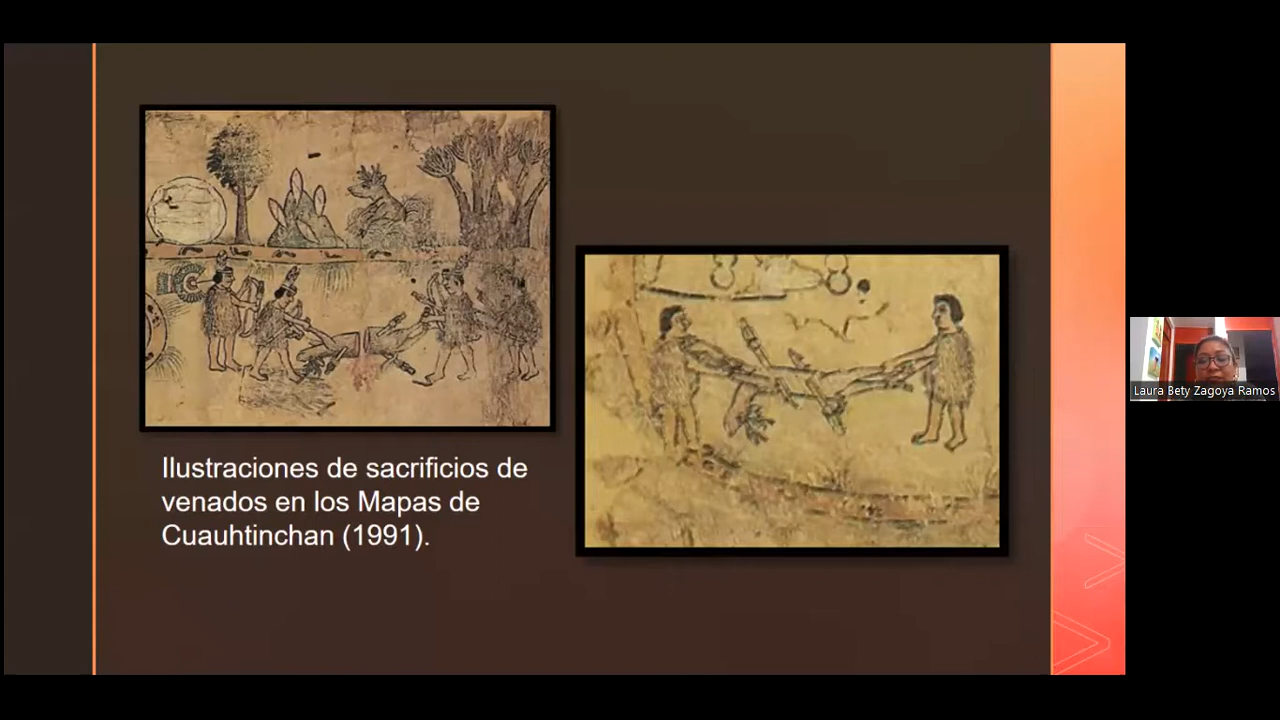 Ilustraciones de sacrificios de
venados en los Mapas de
Cuauhtinchan (1991).
Laura Bety Zagoya Ramos